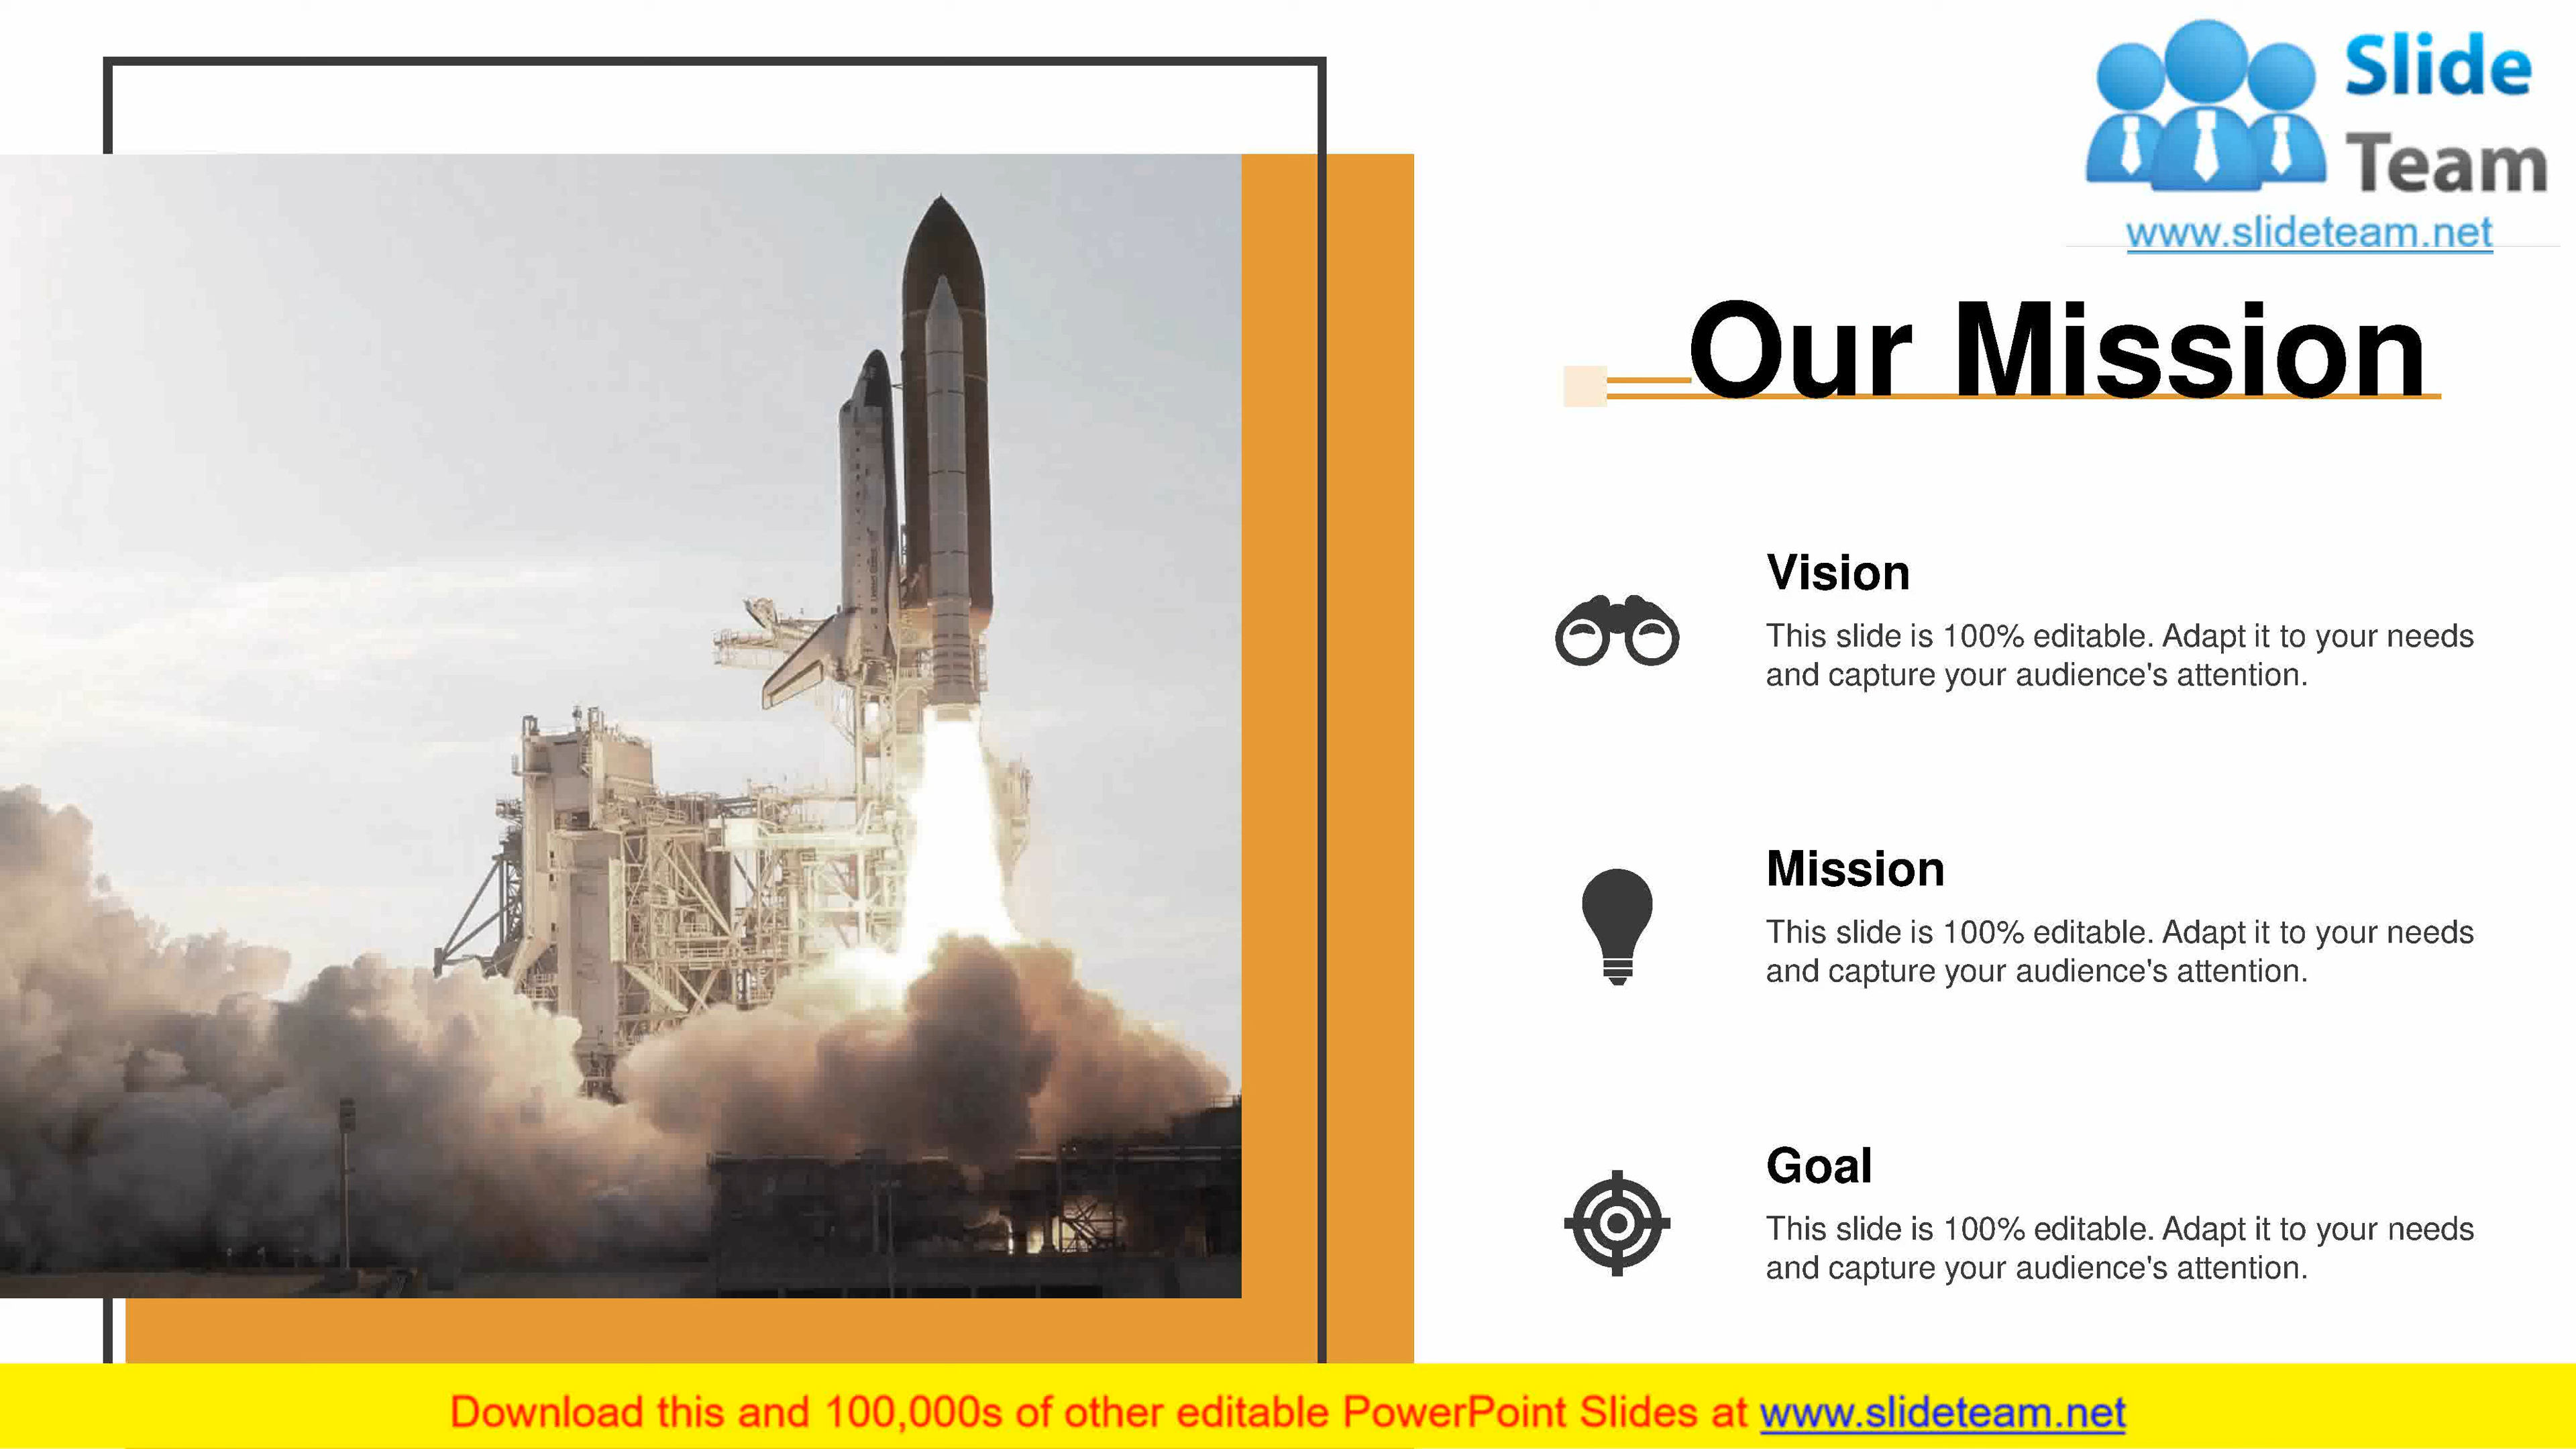 Slide
Team
www.slideteam.net
Our Mission
Vision
This slide is 100% editable. Adapt it to your needs
and capture your audience's attention.
Mission
This slide is 100% editable. Adapt it to your needs
and capture your audience's attention.
Goal
This slide is 100% editable. Adapt it to your needs
and capture your audience's attention.
Download this and 100,000s of other editable PowerPoint Slides at www.slideteam.net